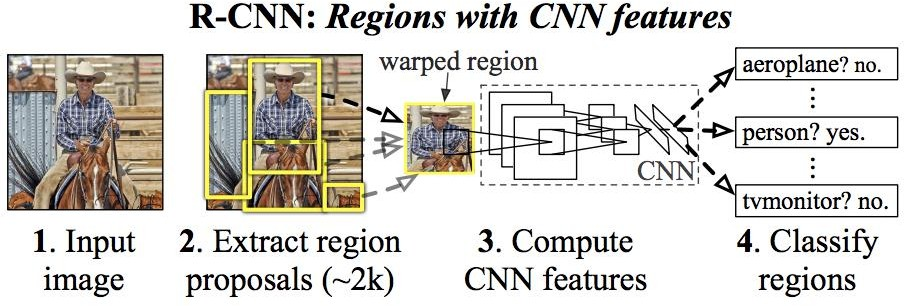 R-CNN: Regions with CNN features
warped region
aeroplane? no.
person? yes.
tvmonitor? no.
CNN
1. Input
image
2. Extract region
proposals (~2k)
3. Compute
CNN features
4. Classify
regions